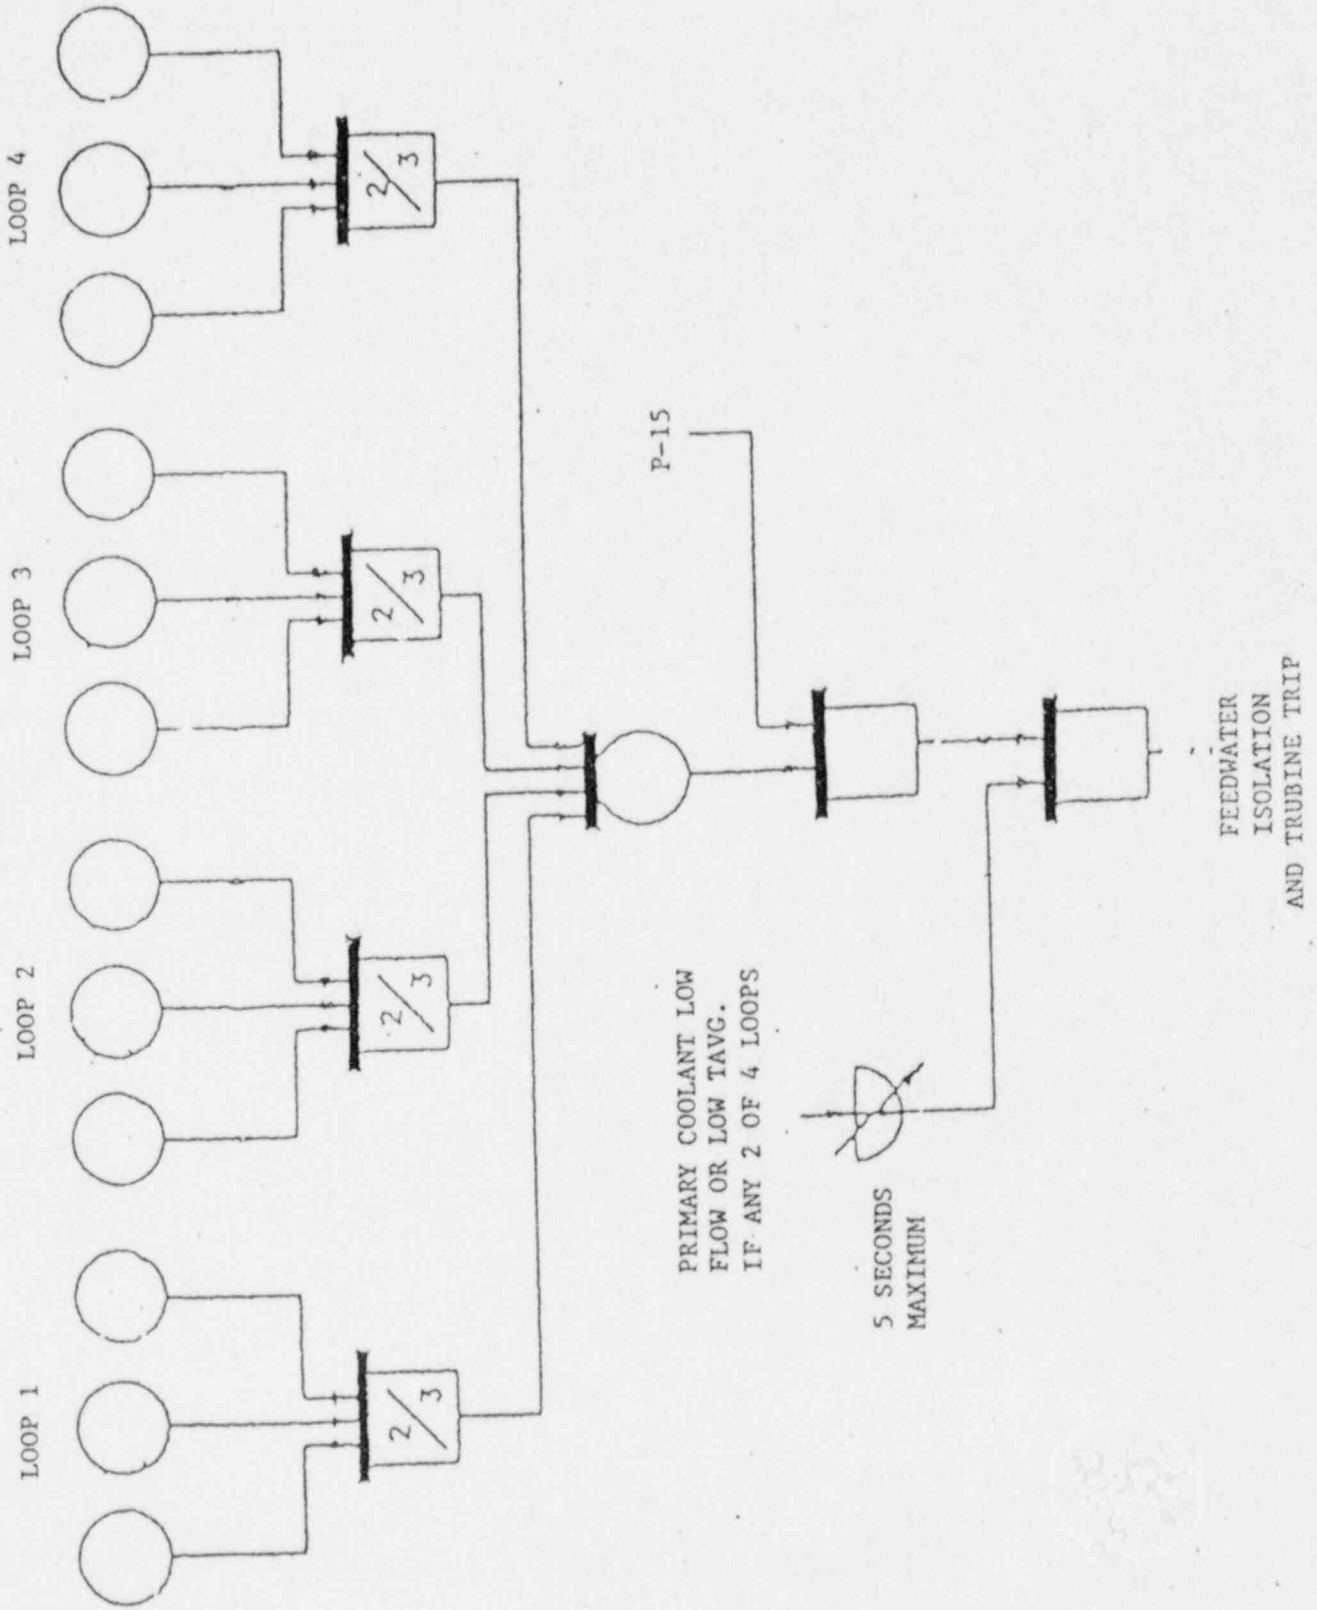 LOOP 1
LOOP 2
LOOP 3
LOOP 4
2/3
2/3
2/3
2/3
P-15
PRIMARY COOLANT LOW
FLOW OR LOW TAVG.
IF ANY 2 OF 4 LOOPS
5 SECONDS
MAXIMUM
FEEDWATER
ISOLATION
AND TRUBINE TRIP